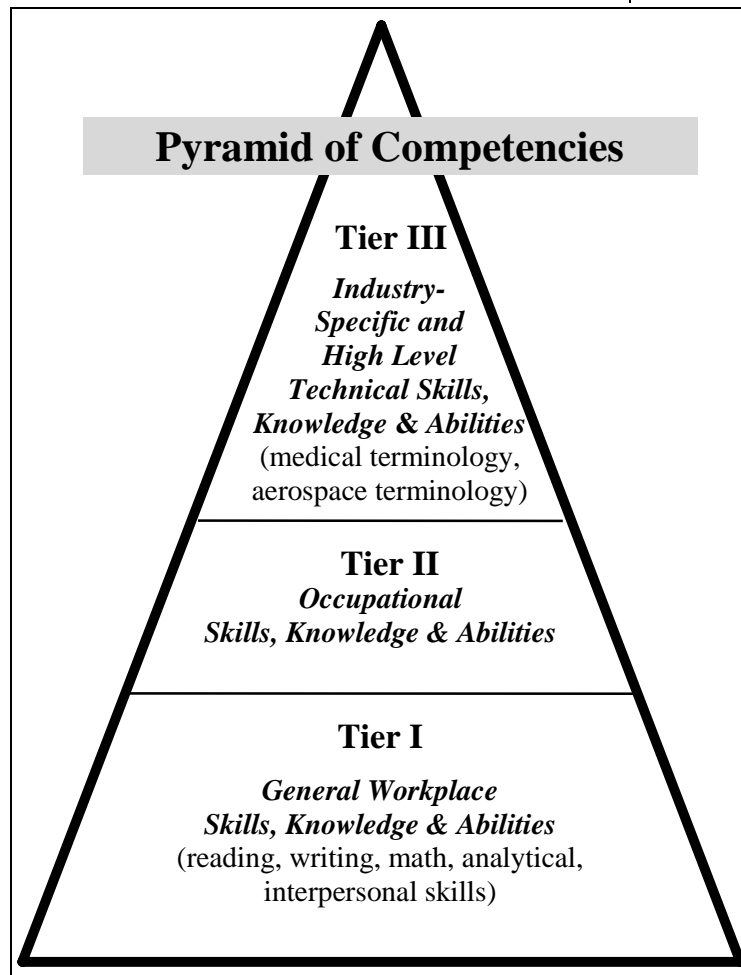 Pyramid of Competencies
Tier III
Industry-
Specific and
High Level
Technical Skills,
Knowledge & Abilities
(medical terminology,
aerospace terminology)
Tier II
Occupational
Skills, Knowledge & Abilities
Tier I
General Workplace
Skills, Knowledge & Abilities
(reading, writing, math, analytical,
interpersonal skills)